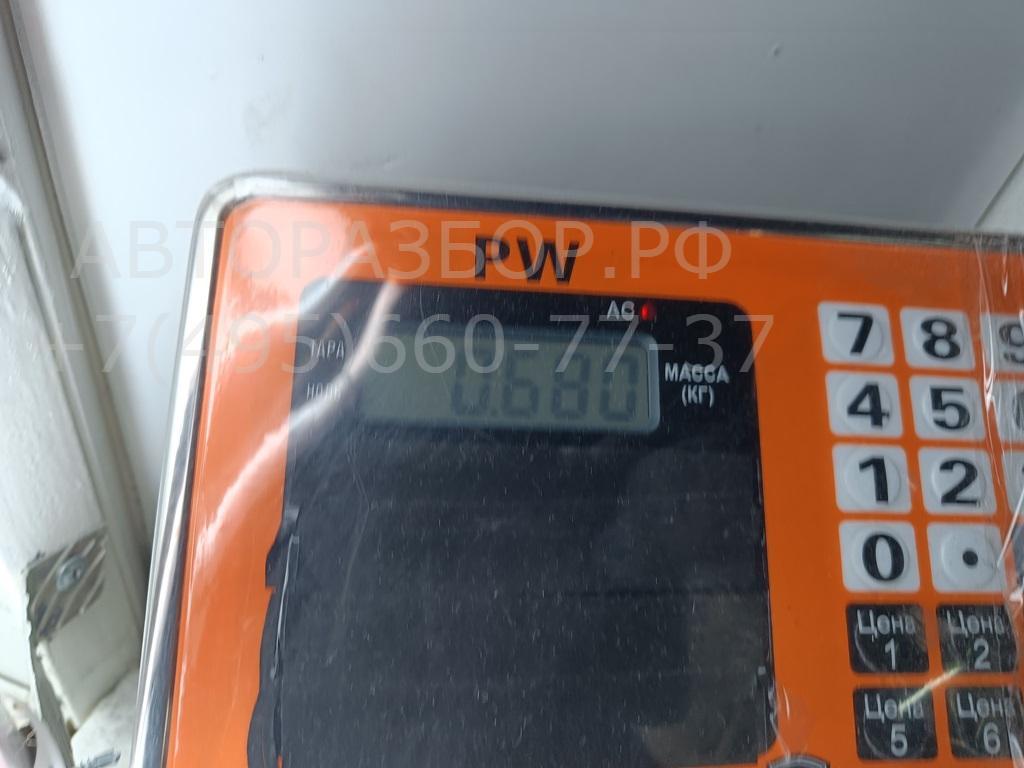 АВТОРАЗБОР.РФ
PW
+7(495)660-77-37
AC
ТАРА
НОЛЬ
0.680
МАССА
(КГ)
7 8 9
4 5
1 2
0 .
Цена 1
Цена 2
Цена 5
Цена 6